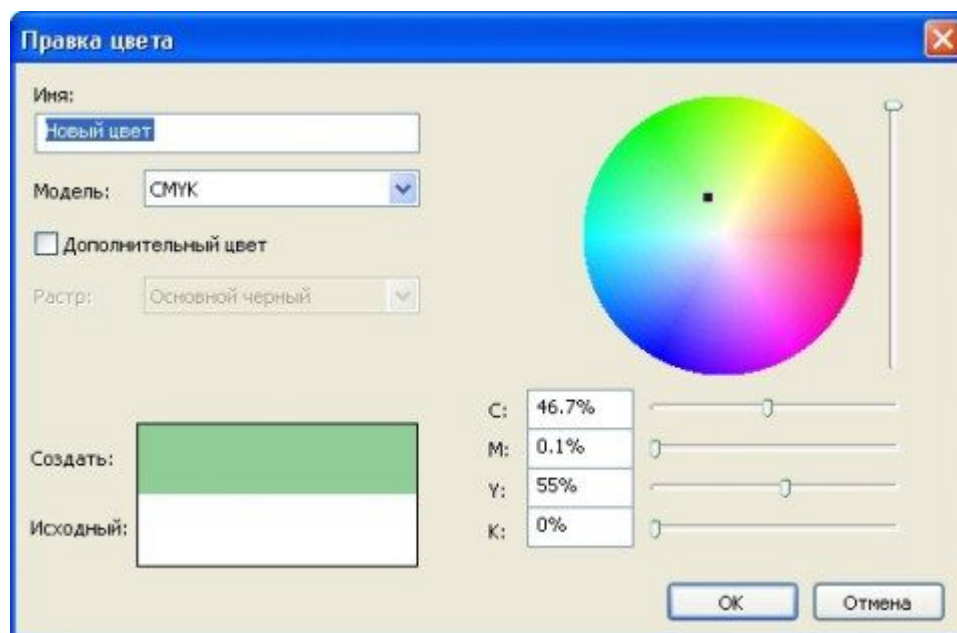 Правка цвета
Имя:
Новый цвет
Модель: CMYK
Дополнительный цвет
Растр: Основной черный
C: 46.7%
M: 0.1%
Y: 55%
K: 0%
Создать:
Исходный:
OK Отмена